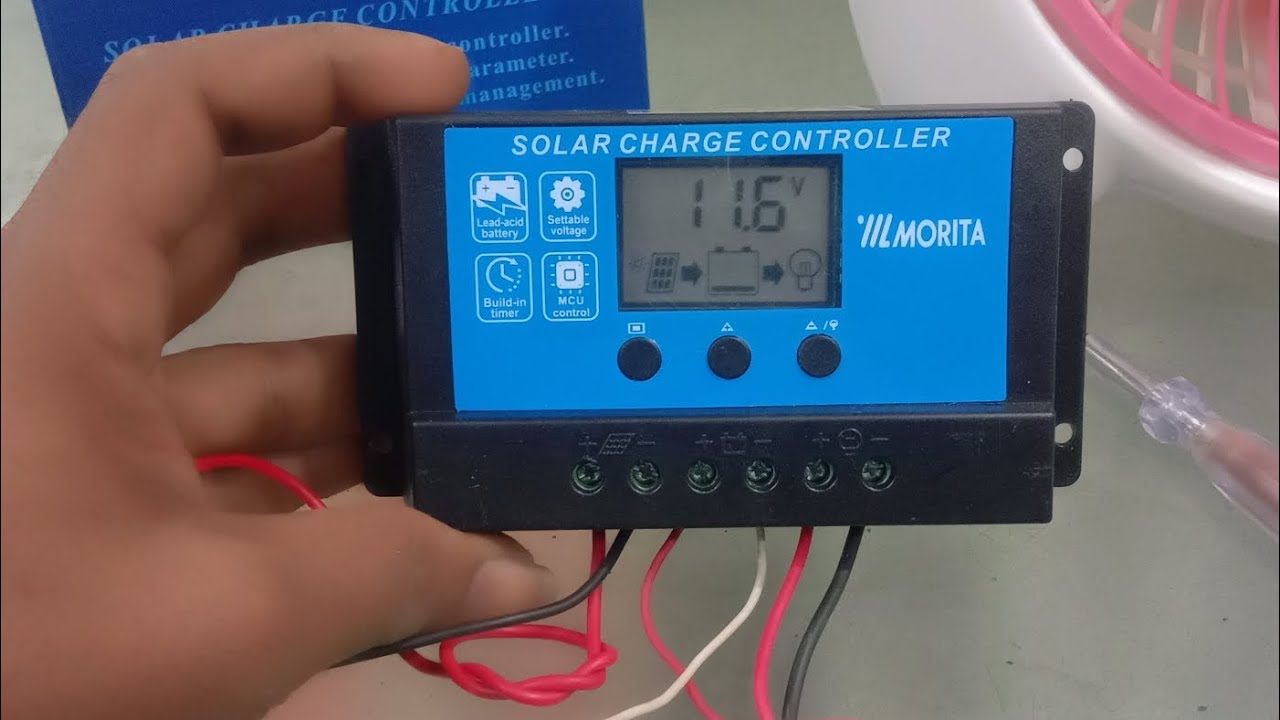 SOLAR CHARGE CONTROLLER
controller.
arameter.
management.
SOLAR CHARGE CONTROLLER
11.6 V
Lead-acid
battery
Settable
voltage
MORITA
Build-in
timer
MCU
control